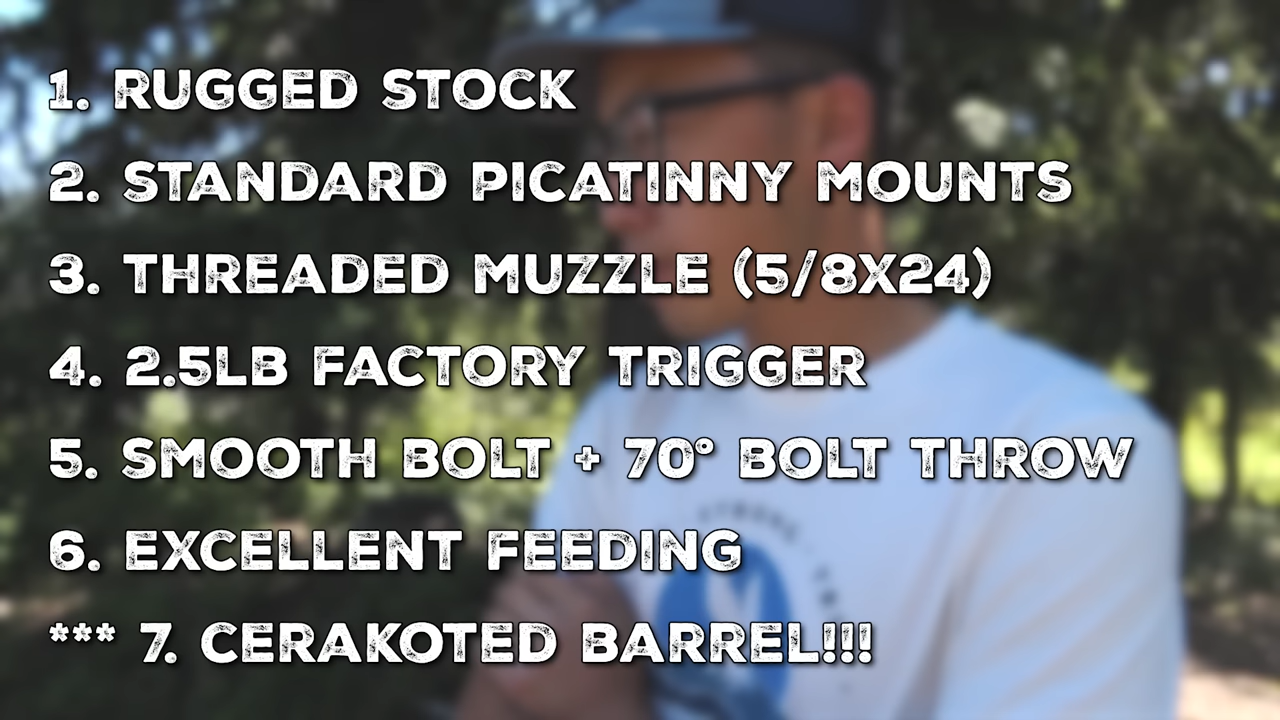 1. RUGGED STOCK
2. STANDARD PICATINNY MOUNTS
3. THREADED MUZZLE (5/8X24)
4. 2.5LB FACTORY TRIGGER
5. SMOOTH BOLT + 70° BOLT THROW
6. EXCELLENT FEEDING
*** 7. CERAKOTED BARREL!!!